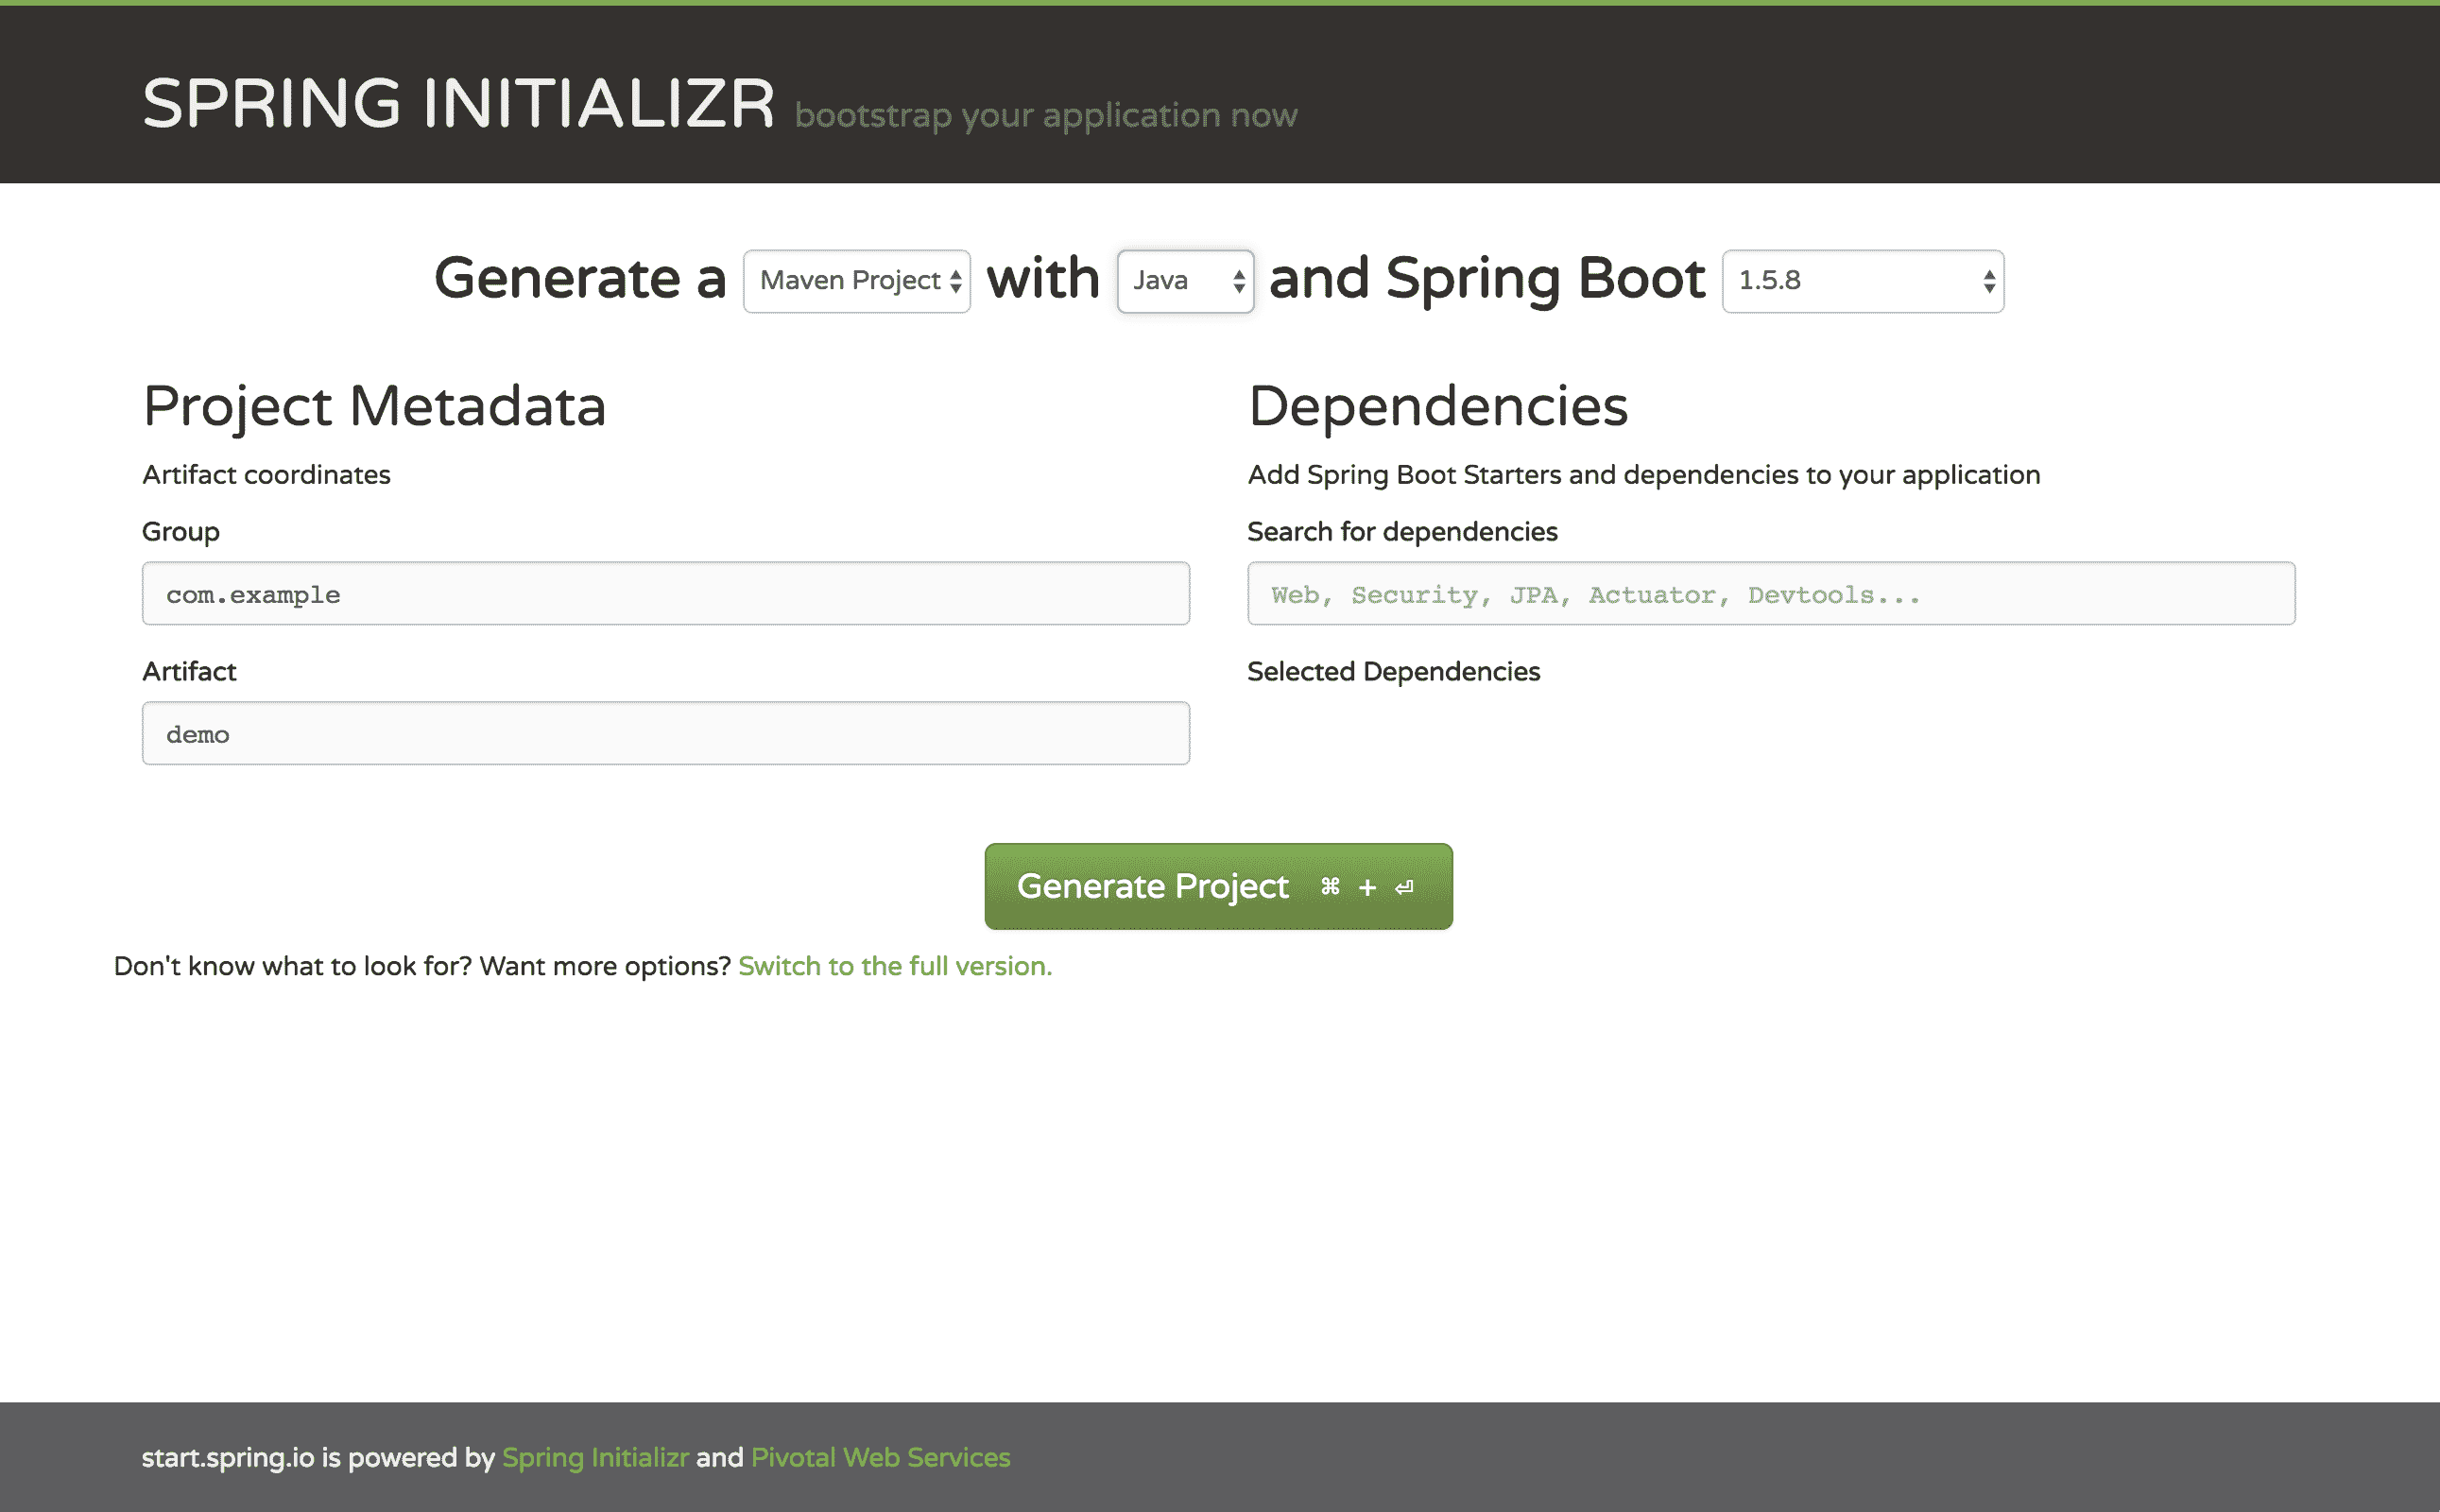 SPRING INITIALIZR bootstrap your application now
Generate a Maven Project with Java and Spring Boot 1.5.8
Project Metadata
Artifact coordinates
Group
com.example
Artifact
demo
Dependencies
Add Spring Boot Starters and dependencies to your application
Search for dependencies
Web, Security, JPA, Actuator, Devtools...
Selected Dependencies
Generate Project ⌘ + ⏎
Don't know what to look for? Want more options? Switch to the full version.
start.spring.io is powered by Spring Initializr and Pivotal Web Services